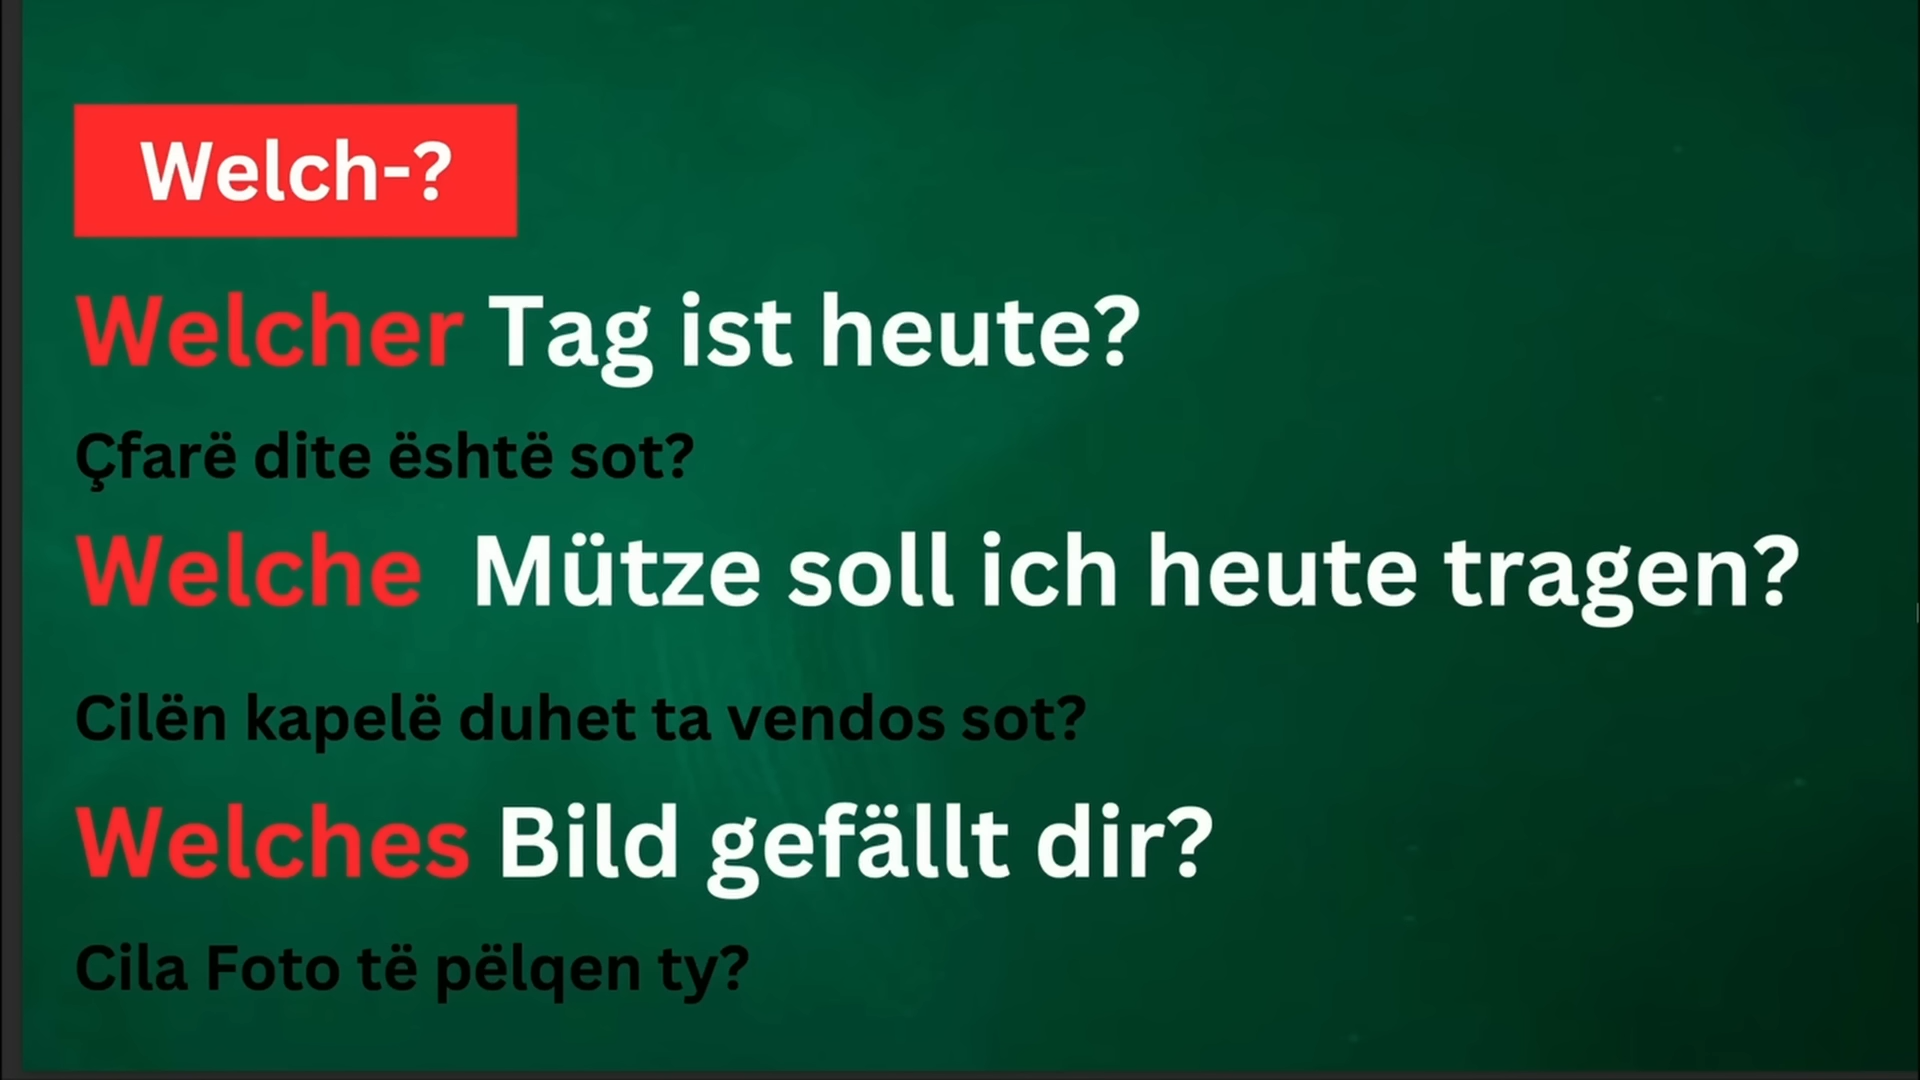 Welch-?
Welcher Tag ist heute?
Çfarë dite është sot?
Welche Mütze soll ich heute tragen?
Cilën kapelë duhet ta vendos sot?
Welches Bild gefällt dir?
Cila Foto të pëlqen ty?